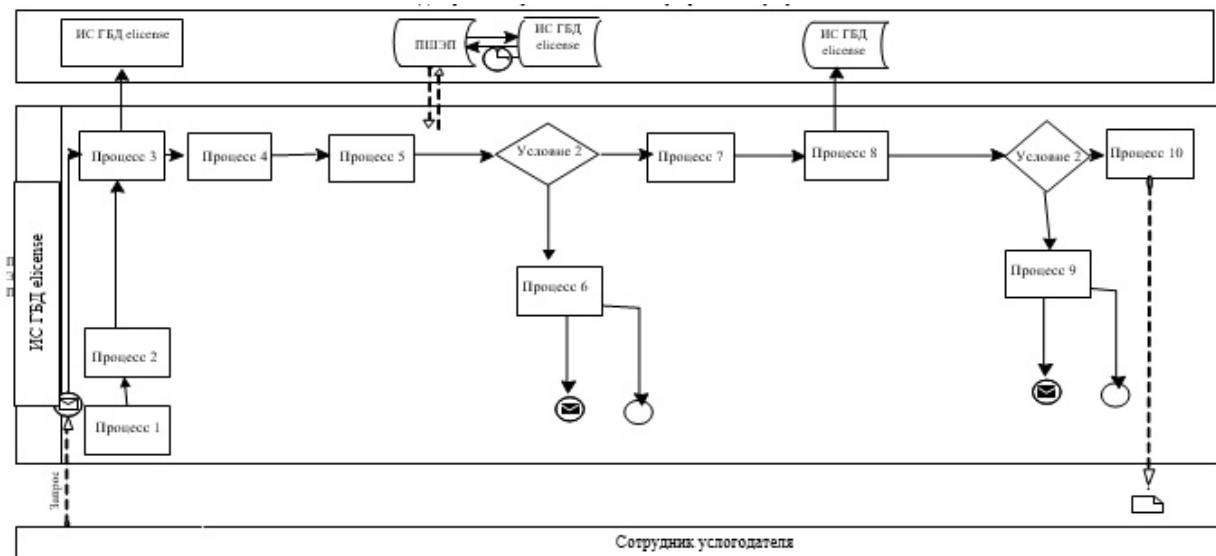 ИС ГБД elicense
ПШЭП
ИС ГБД
elicense
ИС ГБД
elicense
Процесс 3
Процесс 4
Процесс 5
Условие 2
Процесс 7
Процесс 8
Условие 2
Процесс 10
ИС ГБД elicense
Процесс 6
Процесс 9
Процесс 2
Процесс 1
Запрос
Сотрудник услогодателя